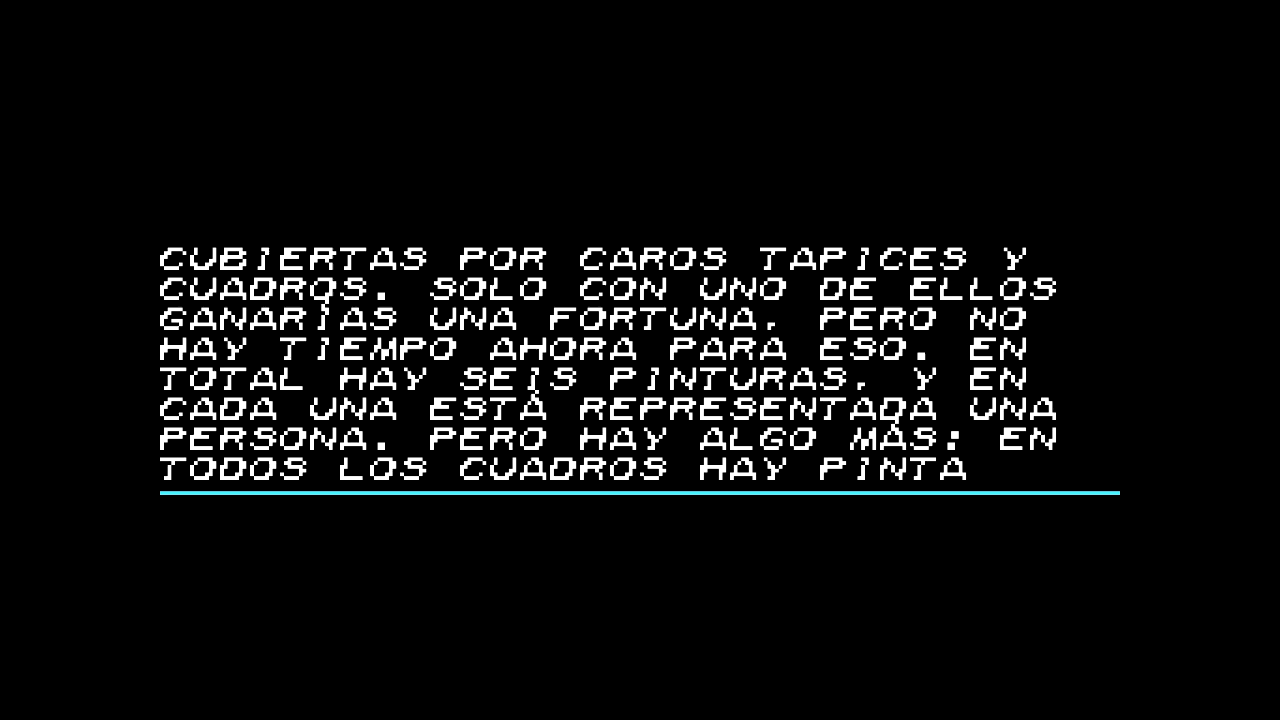 CUBIERTAS POR CAROS TAPICES Y
CUADROS. SOLO CON UNO DE ELLOS
GANARÍAS UNA FORTUNA. PERO NO
HAY TIEMPO AHORA PARA ESO. EN
TOTAL HAY SEIS PINTURAS. Y EN
CADA UNA ESTÁ REPRESENTADA UNA
PERSONA. PERO HAY ALGO MÁS: EN
TODOS LOS CUADROS HAY PINTA